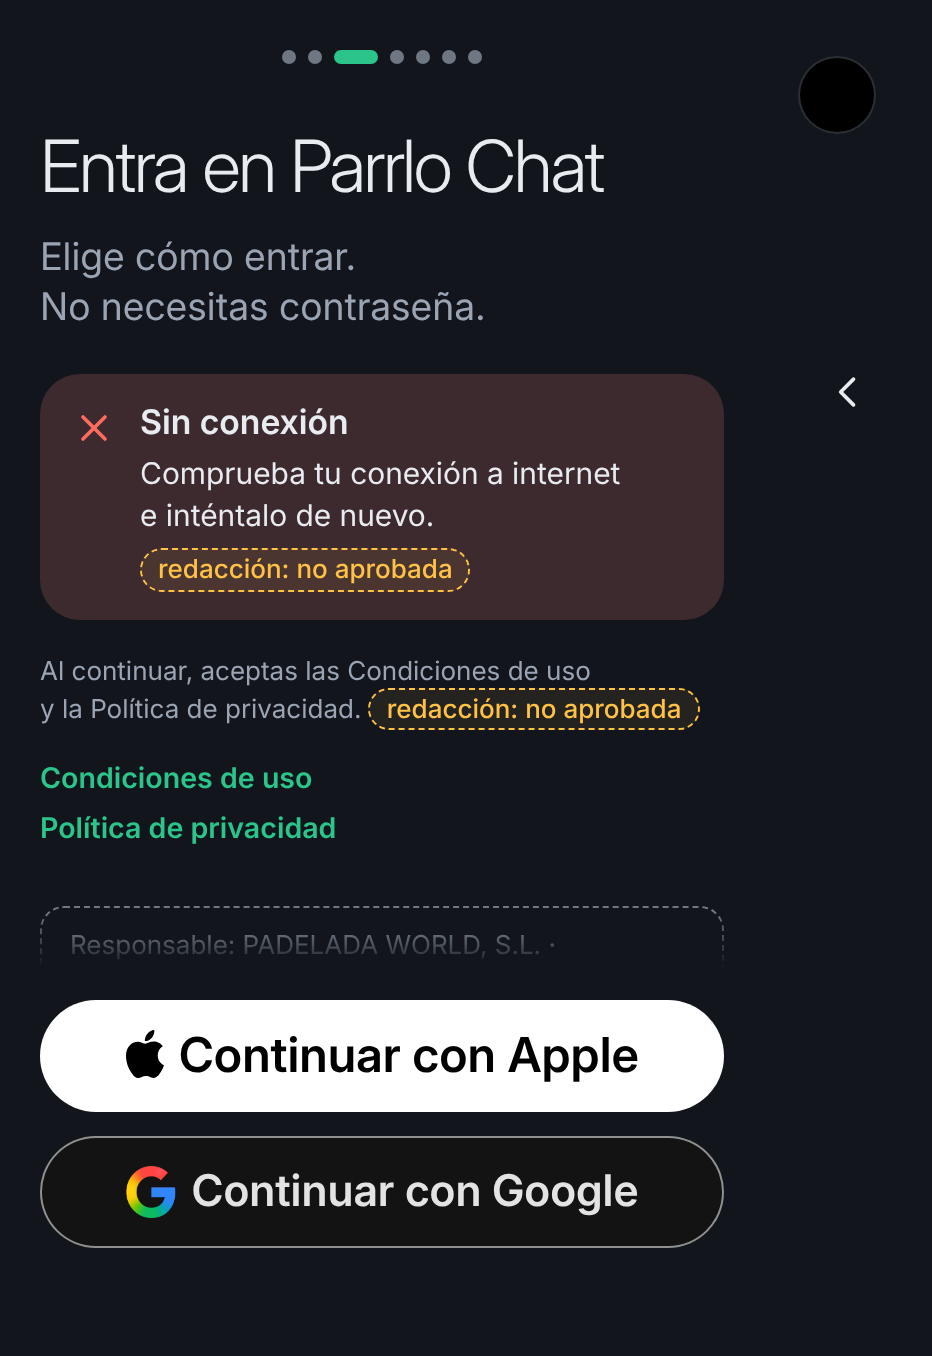 Entra en Parrlo Chat
Elige cómo entrar.
No necesitas contraseña.
Sin conexión
Comprueba tu conexión a internet
e inténtalo de nuevo.
redacción: no aprobada
Al continuar, aceptas las Condiciones de uso
y la Política de privacidad. redacción: no aprobada
Condiciones de uso
Política de privacidad
Responsable: PADELADA WORLD, S.L. ·
Continuar con Apple
Continuar con Google